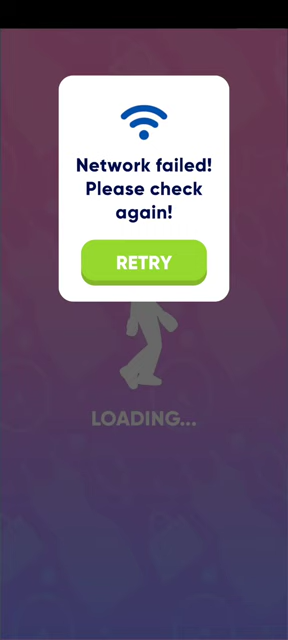 Network failed!
Please check
again!
RETRY
LOADING...